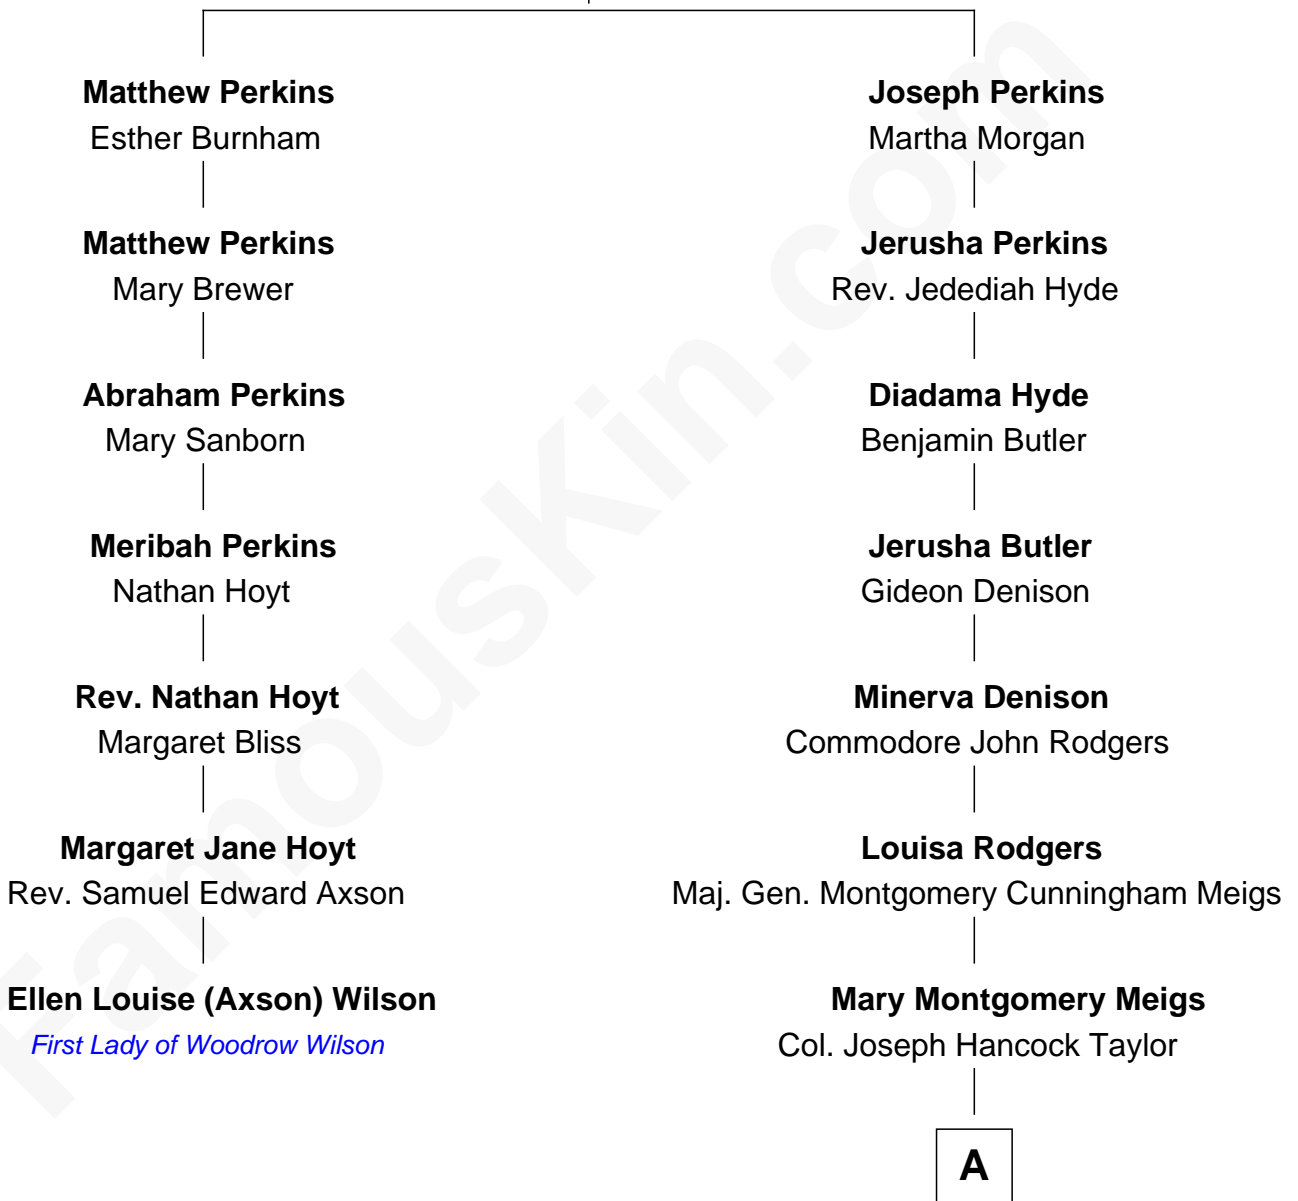 Matthew Perkins
Esther Burnham
Matthew Perkins
Mary Brewer
Abraham Perkins
Mary Sanborn
Meribah Perkins
Nathan Hoyt
Rev. Nathan Hoyt
Margaret Bliss
Margaret Jane Hoyt
Rev. Samuel Edward Axson
Ellen Louise (Axson) Wilson
First Lady of Woodrow Wilson
Joseph Perkins
Martha Morgan
Jerusha Perkins
Rev. Jedediah Hyde
Diadama Hyde
Benjamin Butler
Jerusha Butler
Gideon Denison
Minerva Denison
Commodore John Rodgers
Louisa Rodgers
Maj. Gen. Montgomery Cunningham Meigs
Mary Montgomery Meigs
Col. Joseph Hancock Taylor
A
FamousKin.com